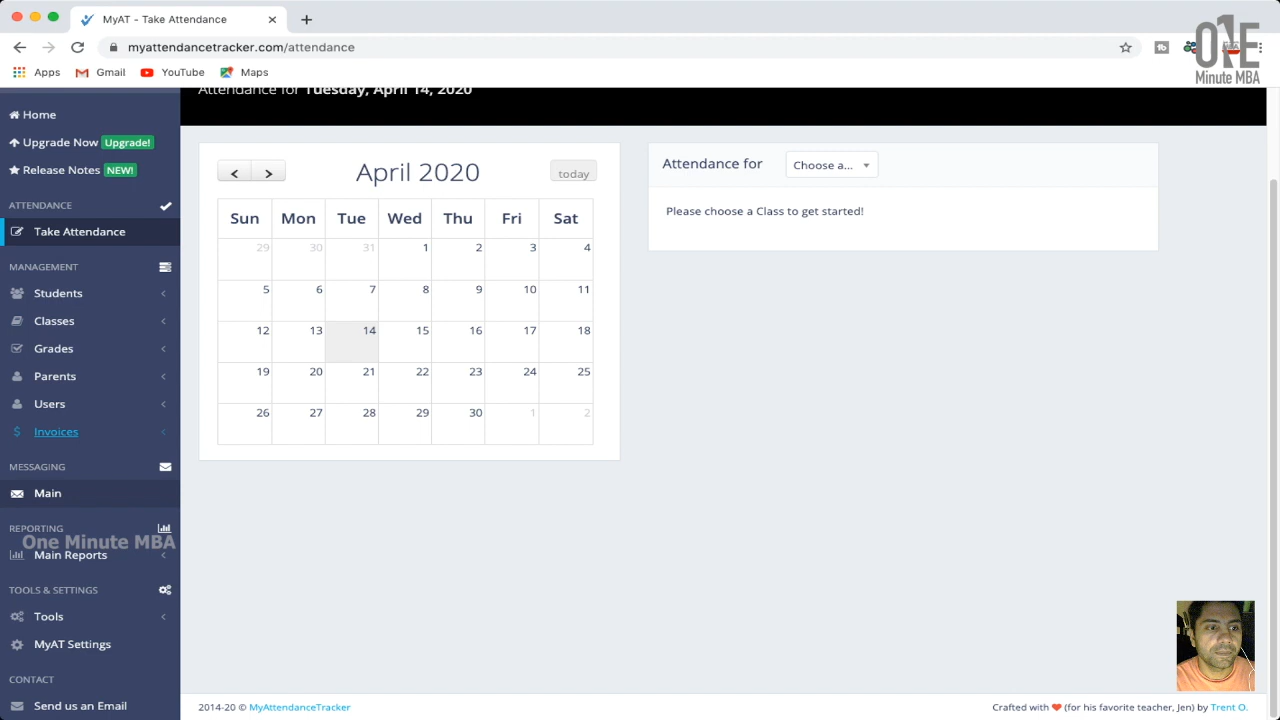 MyAT - Take Attendance
myattendancetracker.com/attendance
Apps Gmail YouTube Maps
ONE
Minute MBA
Home
Upgrade Now Upgrade!
Release Notes NEW!
ATTENDANCE
Take Attendance
MANAGEMENT
Students
Classes
Grades
Parents
Users
Invoices
MESSAGING
Main
REPORTING
One Minute MBA
Main Reports
TOOLS & SETTINGS
Tools
MyAT Settings
CONTACT
Send us an Email
Attendance for Tuesday, April 14, 2020
April 2020
today
Sun Mon Tue Wed Thu Fri Sat
29 30 31 1 2 3 4
5 6 7 8 9 10 11
12 13 14 15 16 17 18
19 20 21 22 23 24 25
26 27 28 29 30 1 2
Attendance for Choose a...
Please choose a Class to get started!
2014-20 © MyAttendanceTracker
Crafted with ❤ (for his favorite teacher, Jen) by Trent O.